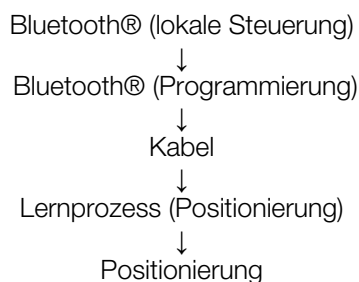 Bluetooth® (lokale Steuerung)
↓
Bluetooth® (Programmierung)
↓
Kabel
↓
Lernprozess (Positionierung)
↓
Positionierung